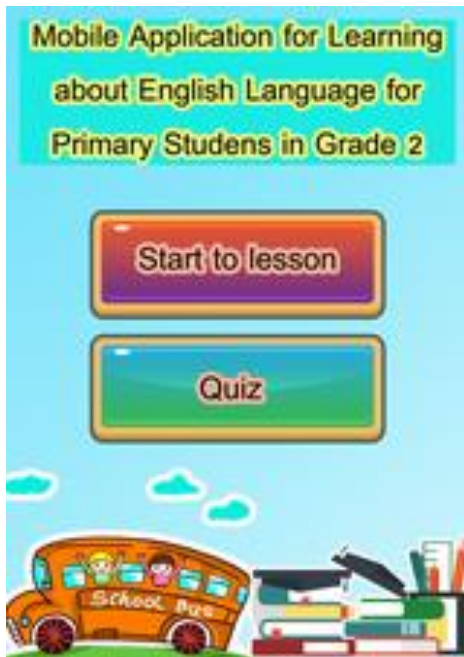 Mobile Application for Learning
about English Language for
Primary Studens in Grade 2
Start to lesson
Quiz
School Bus